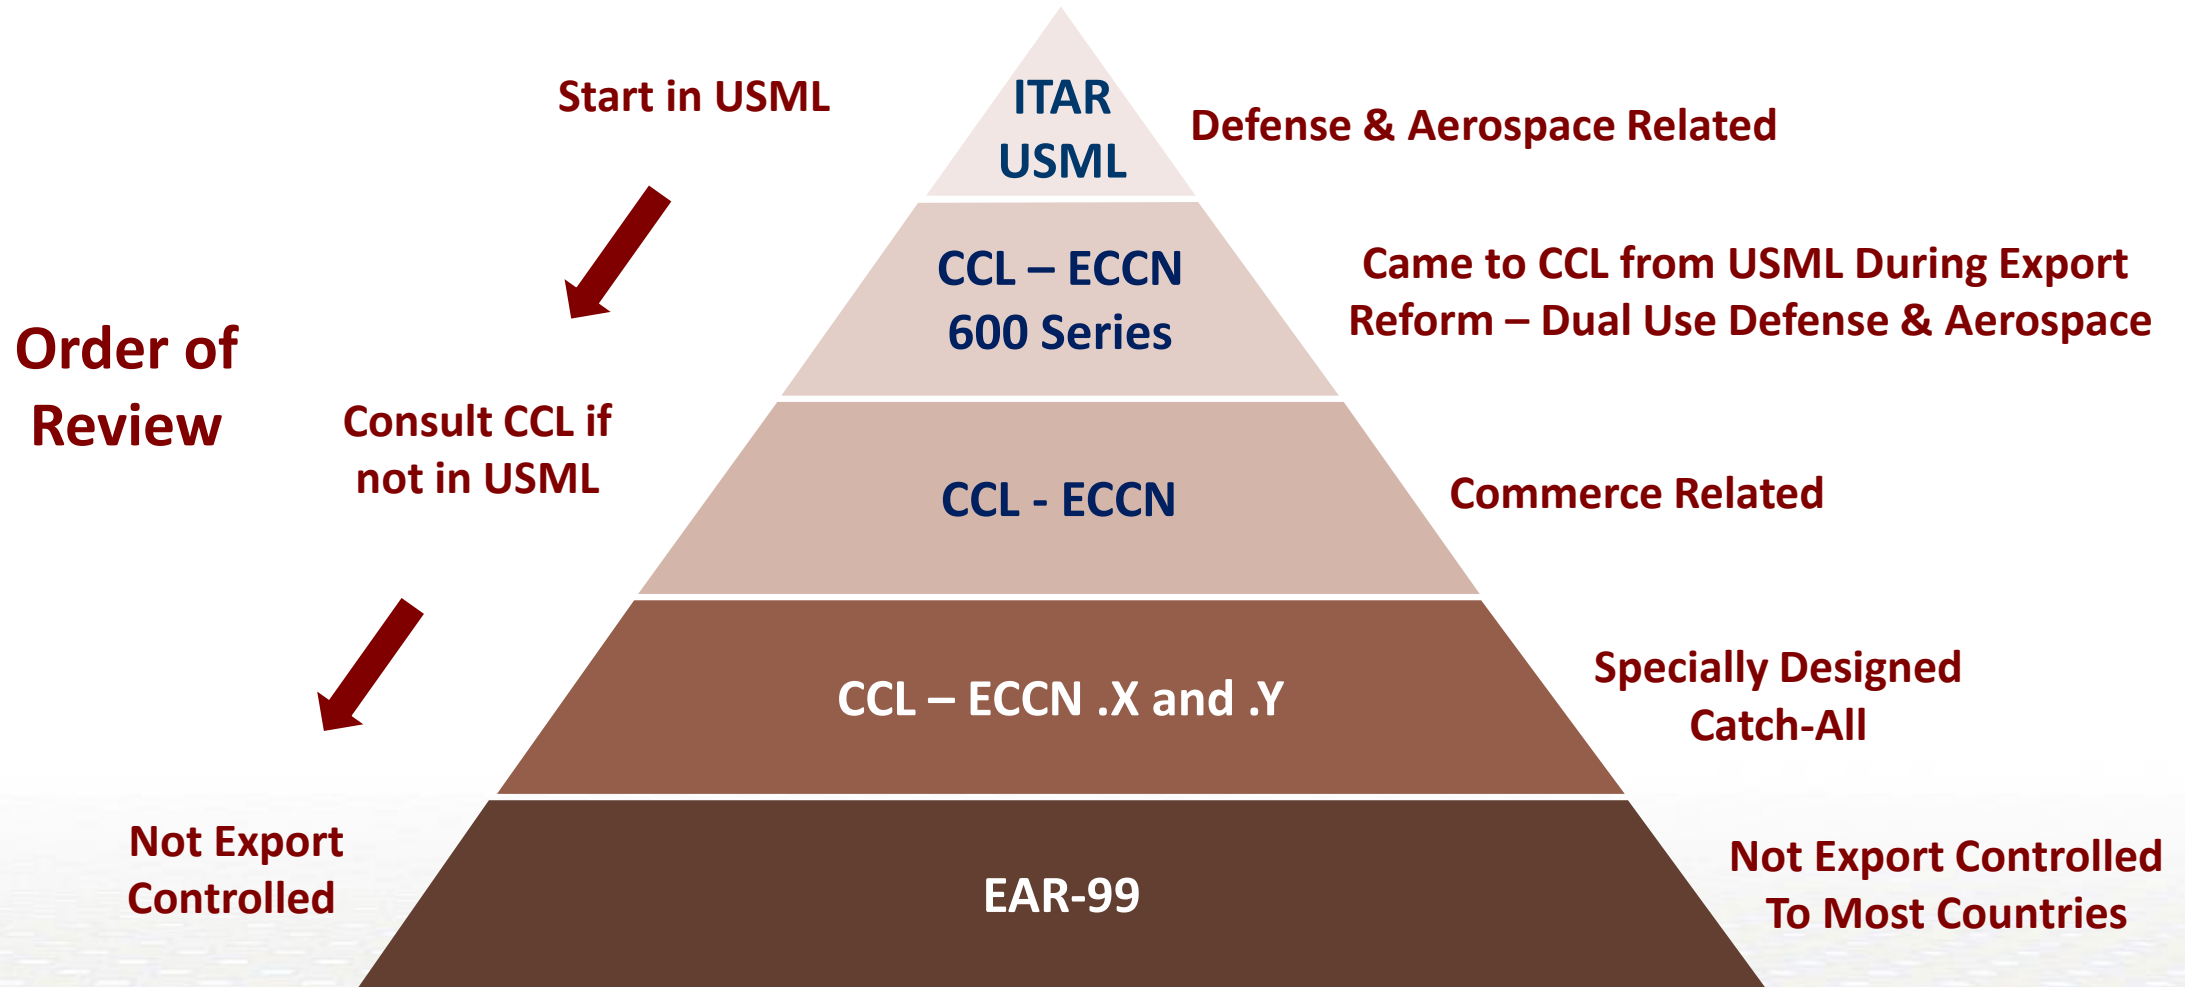 Order of
Review
Start in USML
Consult CCL if
not in USML
Not Export
Controlled
ITAR
USML
Defense & Aerospace Related
CCL – ECCN
600 Series
Came to CCL from USML During Export
Reform – Dual Use Defense & Aerospace
CCL - ECCN
Commerce Related
CCL – ECCN .X and .Y
Specially Designed
Catch-All
EAR-99
Not Export Controlled
To Most Countries